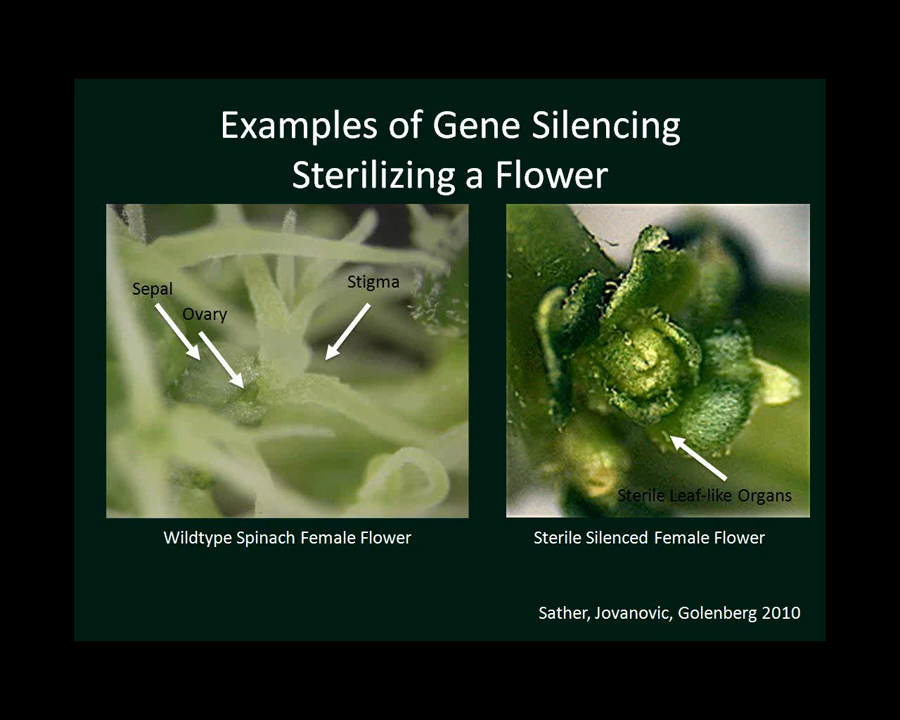 Examples of Gene Silencing
Sterilizing a Flower
Sepal
Ovary
Stigma
Sterile Leaf-like Organs
Wildtype Spinach Female Flower
Sterile Silenced Female Flower
Sather, Jovanovic, Golenberg 2010